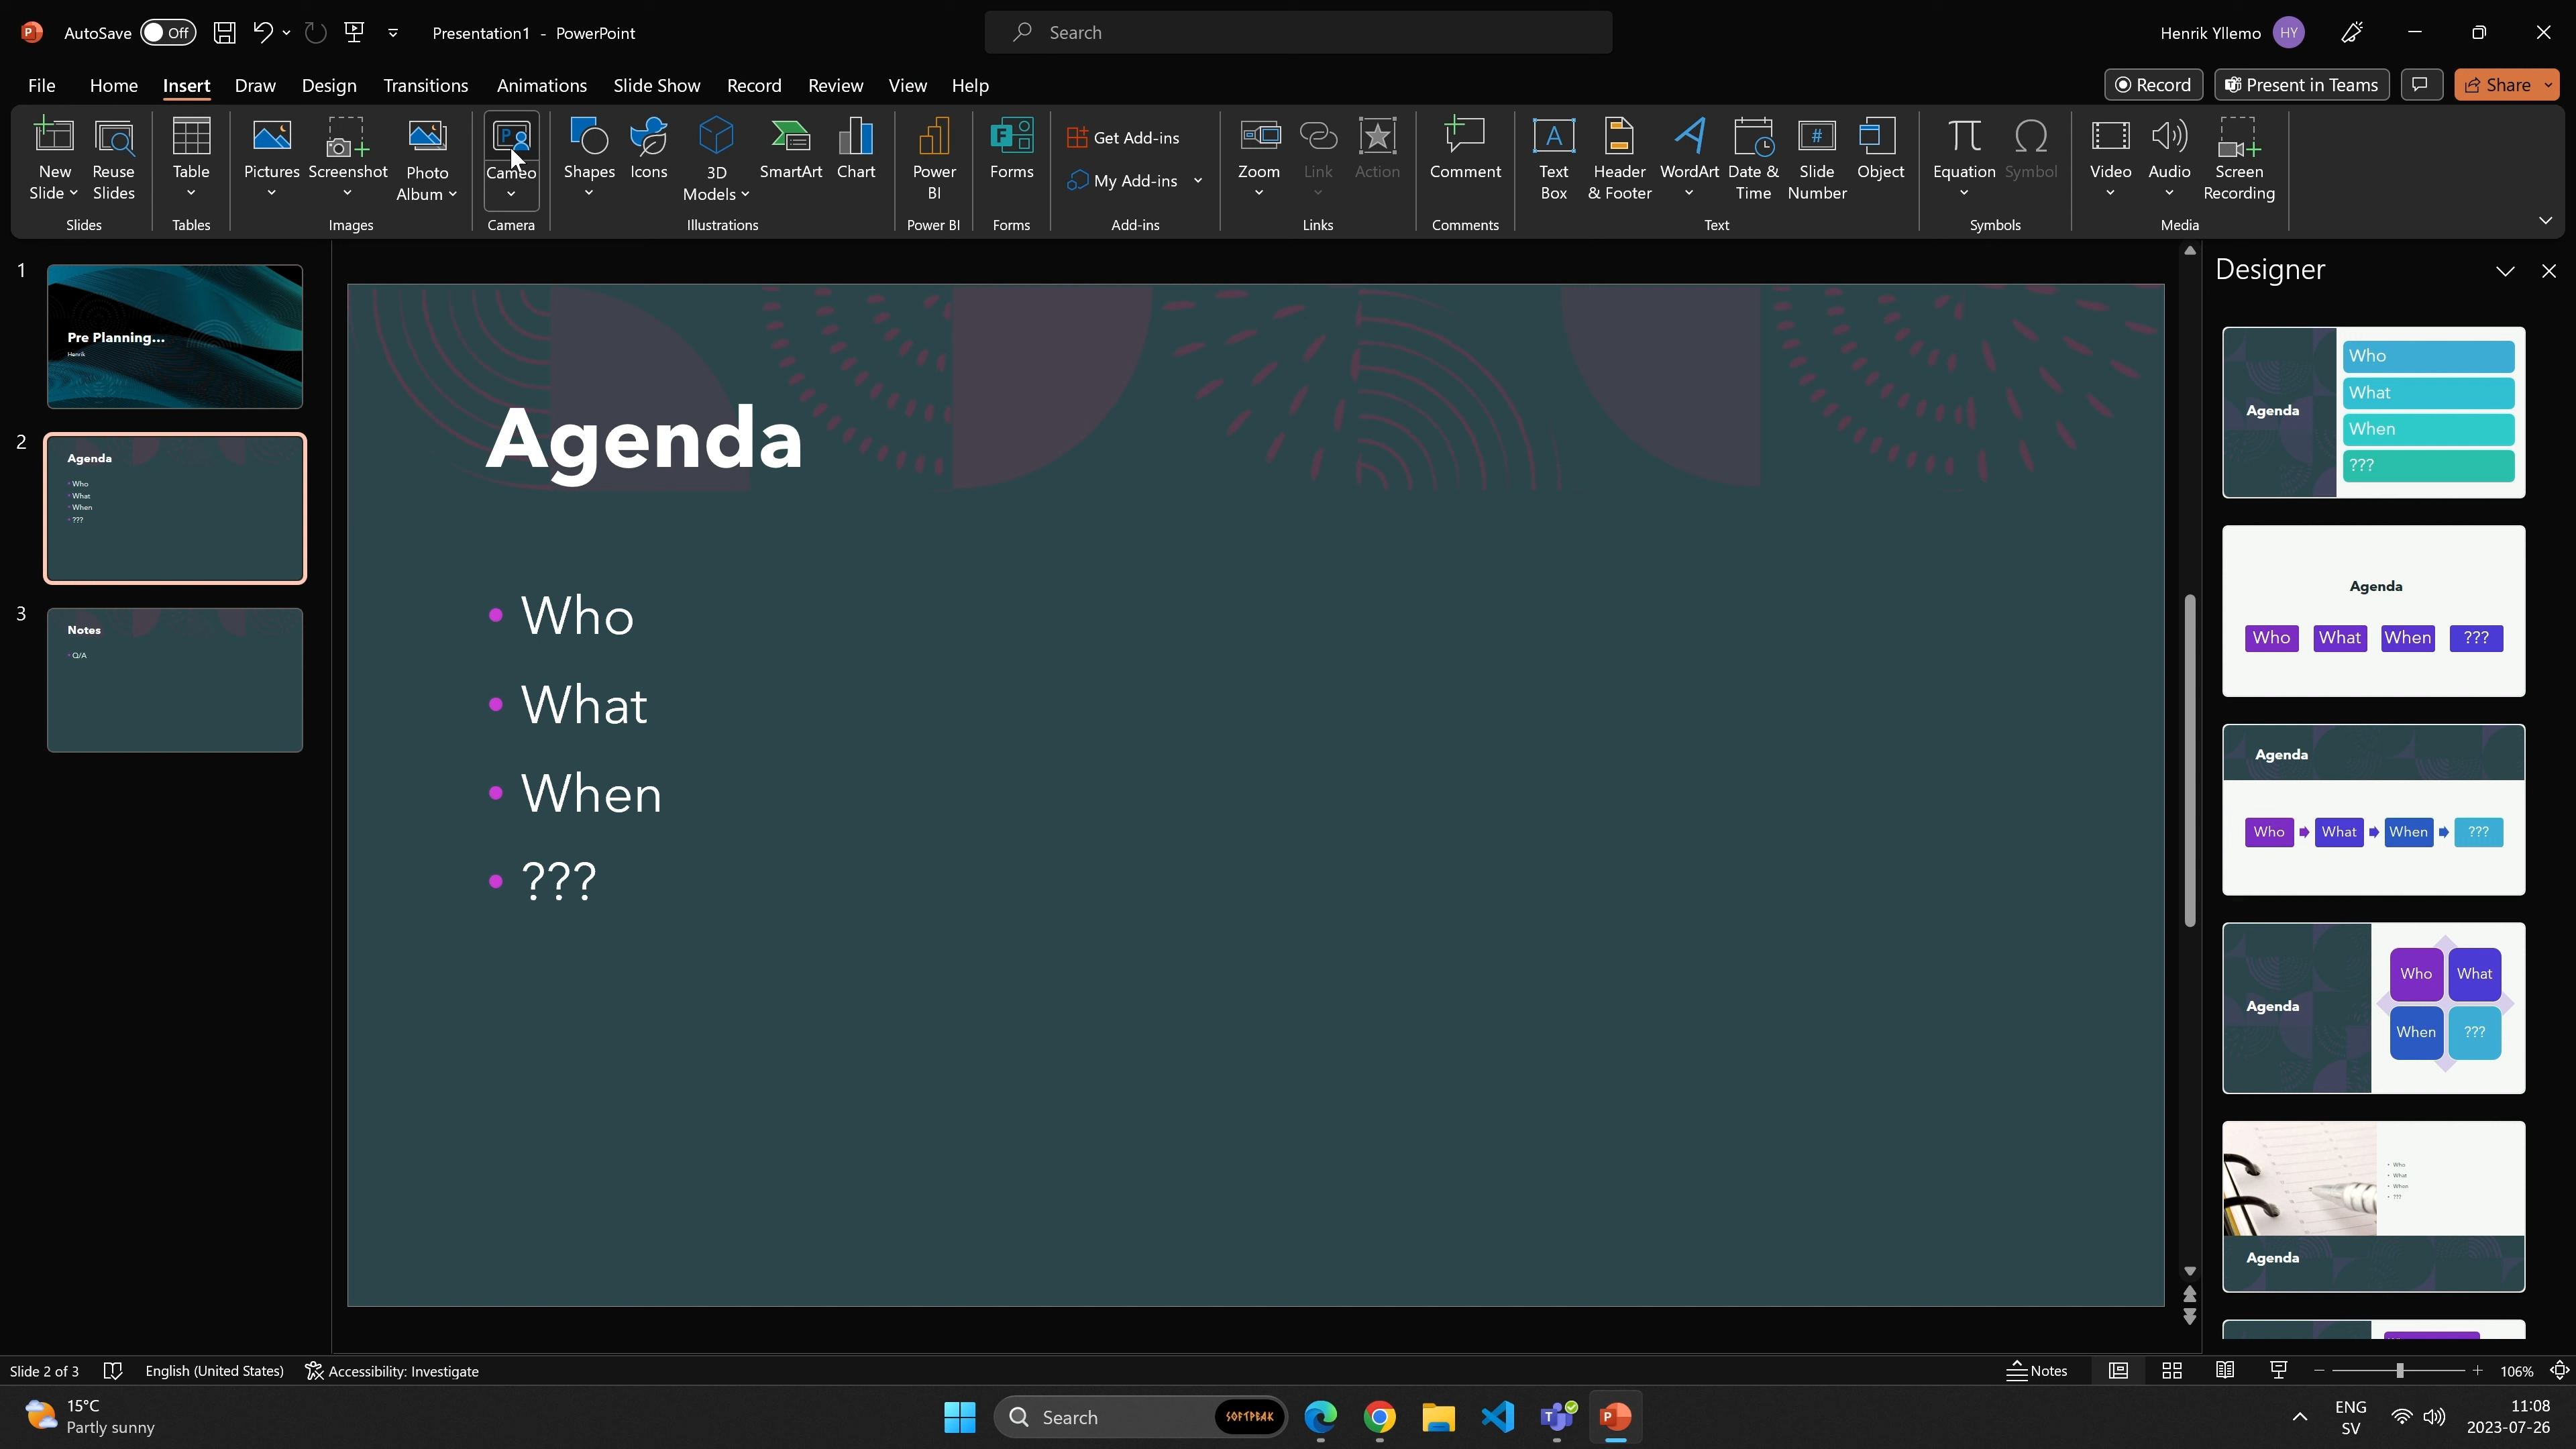 AutoSave Off Presentation1 - PowerPoint Search Henrik Yllemo HY
File Home Insert Draw Design Transitions Animations Slide Show Record Review View Help Record Present in Teams Share
New Slide
Reuse Slides
Slides
Table
Tables
Pictures
Screenshot
Photo Album
Images
Cameo
Camera
Shapes
Icons
3D Models
SmartArt
Chart
Illustrations
Power BI
Power BI
Forms
Forms
Get Add-ins
My Add-ins
Add-ins
Zoom
Link
Action
Links
Comment
Comments
Text Box
Header & Footer
WordArt
Date & Time
Slide Number
Object
Text
Equation
Symbol
Symbols
Video
Audio
Screen Recording
Media
1
Pre Planning...
Henrik
2
Agenda
• Who
• What
• When
• ???
3
Notes
• Q/A
Agenda
• Who
• What
• When
• ???
Designer
Agenda
Who
What
When
???
Agenda
Who What When ???
Agenda
Who What When ???
Agenda
Who What
When ???
• Who
• What
• When
• ???
Agenda
Slide 2 of 3 English (United States) Accessibility: Investigate Notes 106%
15°C
Partly sunny
Search SOFTPEAK
ENG
SV
11:08
2023-07-26